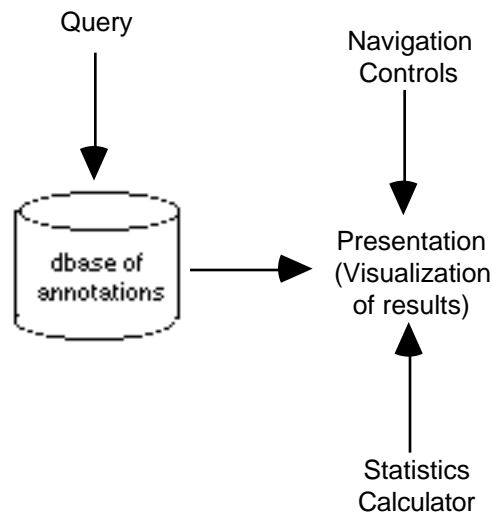 Query
Navigation
Controls
dbase of
annotations
Presentation
(Visualization
of results)
Statistics
Calculator